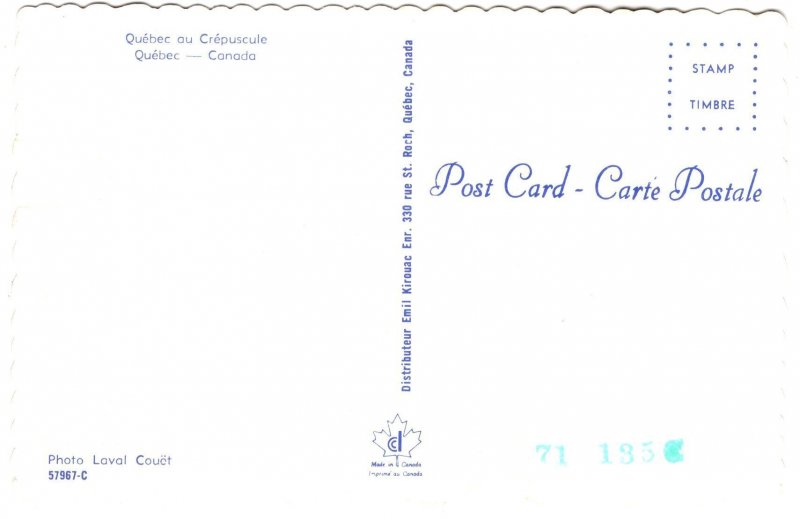 Québec au Crépuscule
Québec — Canada
STAMP
TIMBRE
Post Card - Carte Postale
Distributeur Emil Kirouac Enr. 330 rue St. Roch, Québec, Canada
Photo Laval Couët
57967-C
Made in Canada
Imprimé au Canada
71 135